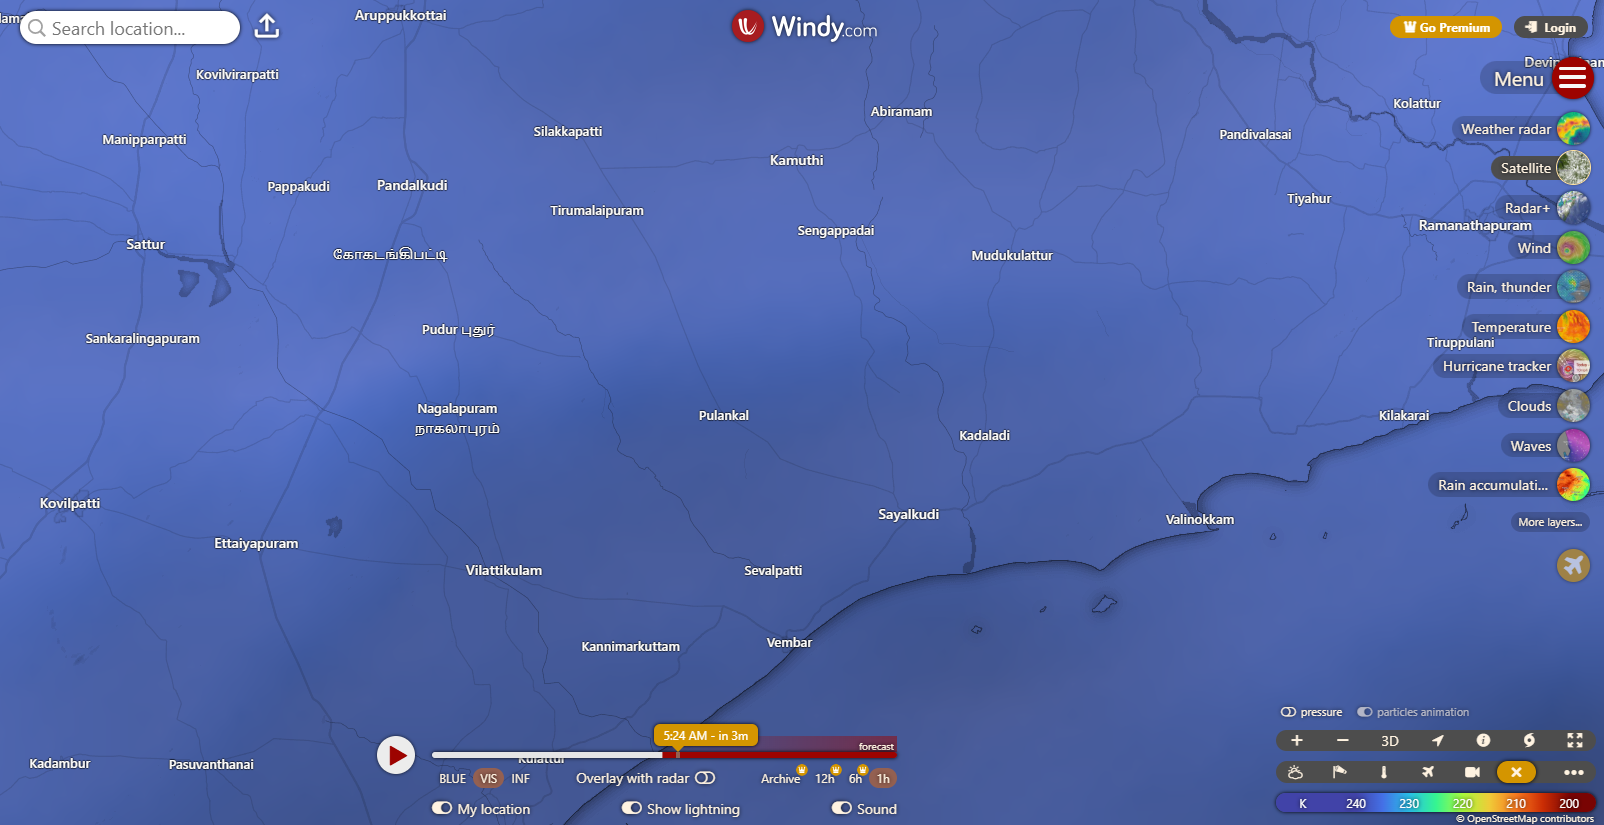 Search location...
Aruppukkottai
Windy.com
Go Premium
Login
Menu
Kovilvirarpatti
Abiramam
Kolattur
Silakkapatti
Pandivalasai
Weather radar
Manipparpatti
Kamuthi
Satellite
Pappakudi
Pandalkudi
Tirumalaipuram
Tiyahur
Radar+
Sengappadai
Ramanathapuram
Sattur
கோகடங்கிபட்டி
Mudukulattur
Wind
Rain, thunder
Pudur புதுர்
Temperature
Sankaralingapuram
Tiruppulani
Hurricane tracker
Nagalapuram
நாகலாபுரம்
Pulankal
Kilakarai
Clouds
Kadaladi
Waves
Rain accumulati...
Kovilpatti
Sayalkudi
Valinokkam
More layers...
Ettaiyapuram
Vilattikulam
Sevalpatti
Kannimarkuttam
Vembar
pressure
particles animation
5:24 AM - in 3m
forecast
3D
Kadambur
Pasuvanthanai
Kulattur
BLUE VIS INF
Overlay with radar
Archive 12h 6h 1h
My location
Show lightning
Sound
K 240 230 220 210 200
© OpenStreetMap contributors